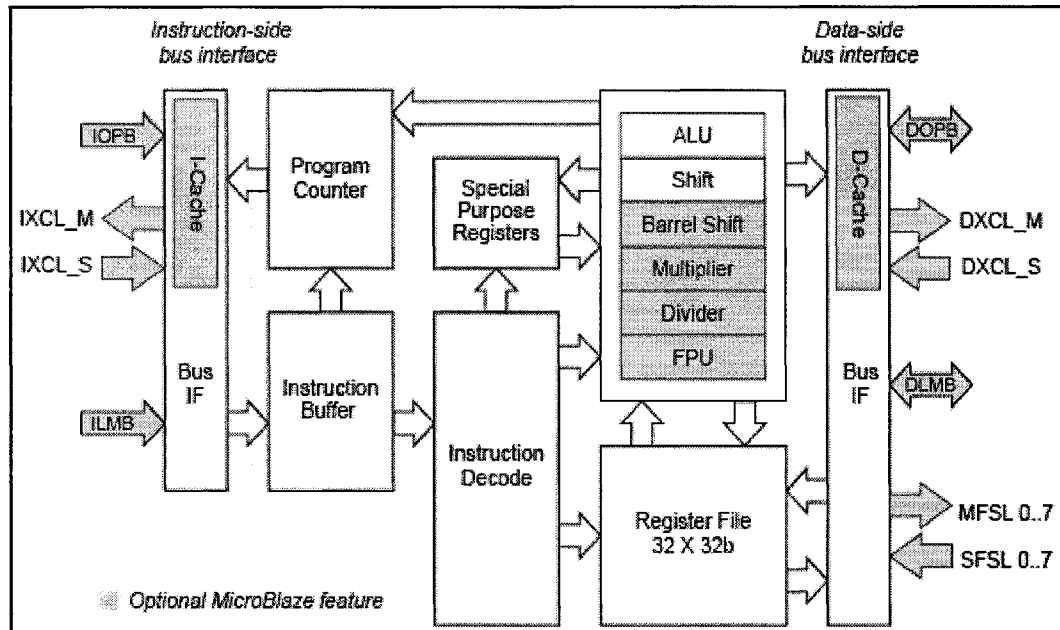 Instruction-side
bus interface
Data-side
bus interface
IOPB
I-Cache
IXCL_M
IXCL_S
Bus
IF
ILMB
Program
Counter
Special
Purpose
Registers
Instruction
Buffer
Instruction
Decode
ALU
Shift
Barrel Shift
Multiplier
Divider
FPU
Register File
32 X 32b
D-Cache
Bus
IF
DOPB
DXCL_M
DXCL_S
DLMB
MFSL 0..7
SFSL 0..7
Optional MicroBlaze feature